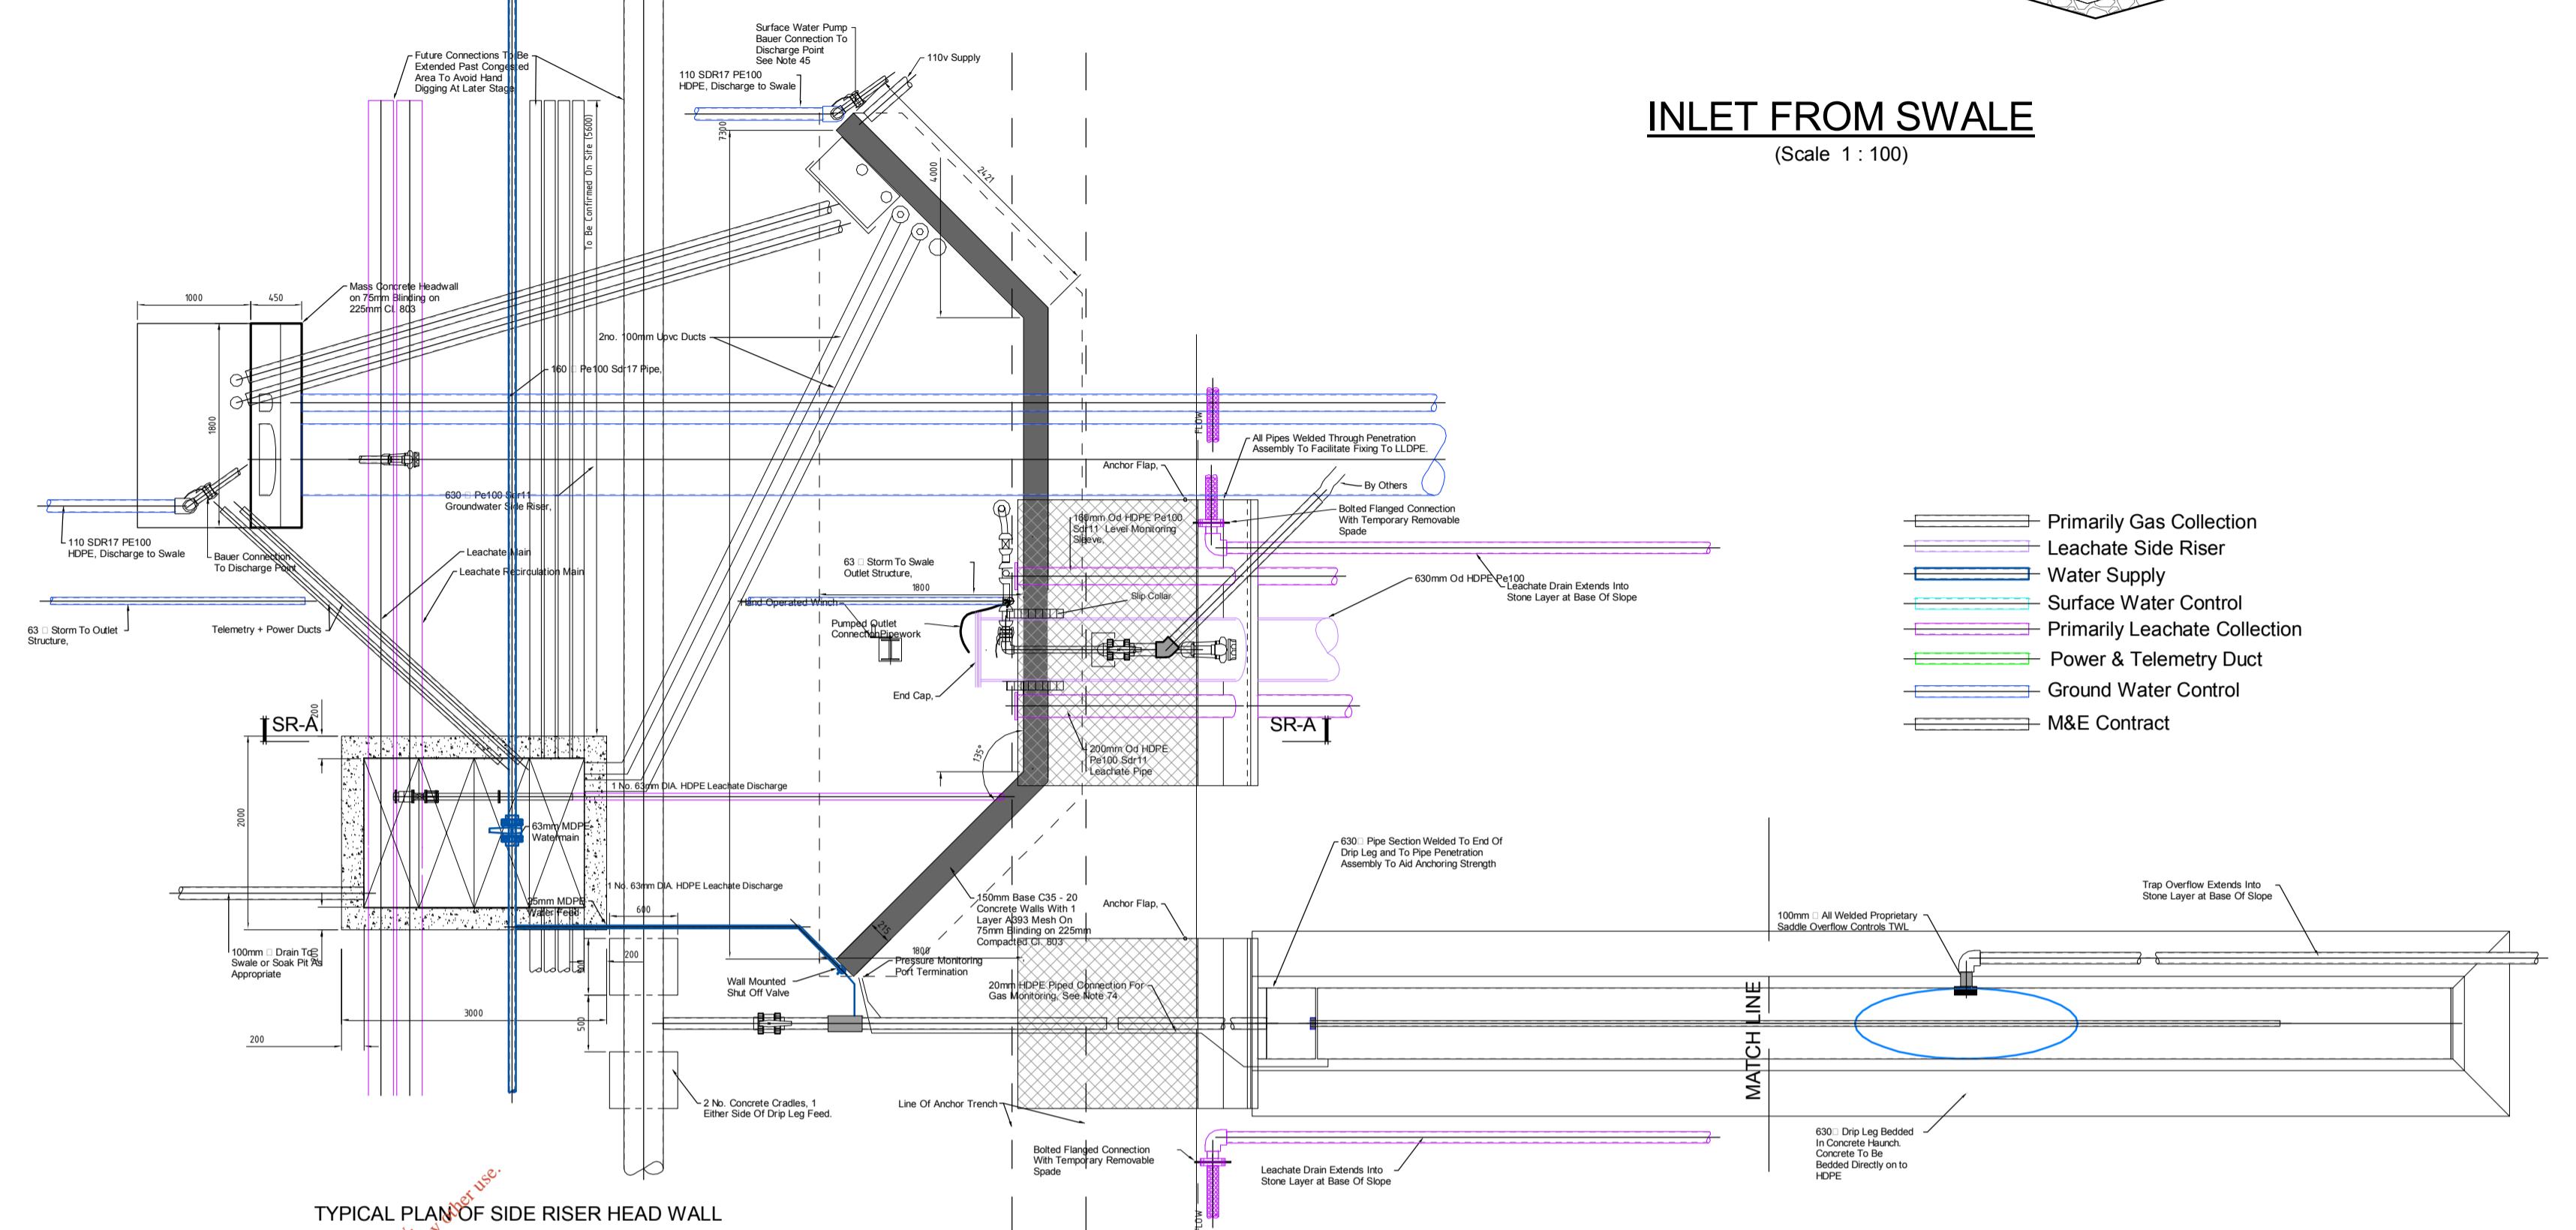 Surface Water Pump
Bauer Connection To
Discharge Point
See Note 45
110v Supply
Future Connections To Be
Extended Past Congested
Area To Avoid Hand
Digging At Later Stage
110 SDR17 PE100
HDPE, Discharge to Swale
INLET FROM SWALE
(Scale 1 : 100)
7300
4000
2421
To Be Confirmed On Site (5600)
1000
450
Mass Concrete Headwall
on 75mm Blinding on
225mm Cl. 803
2no. 100mm Upvc Ducts
160 □ Pe100 Sdr17 Pipe,
1800
FLOW
All Pipes Welded Through Penetration
Assembly To Facilitate Fixing To LLDPE.
Anchor Flap,
By Others
630 □ Pe100 Sdr11
Groundwater Side Riser,
160mm Od HDPE Pe100
Sdr11 Level Monitoring
Sleeve,
Bolted Flanged Connection
With Temporary Removable
Spade
110 SDR17 PE100
HDPE, Discharge to Swale
Bauer Connection
To Discharge Point
Leachate Main
Leachate Recirculation Main
63 □ Storm To Swale
Outlet Structure,
1800
630mm Od HDPE Pe100
Leachate Drain Extends Into
Stone Layer at Base Of Slope
Slip Collar
Hand Operated Winch
Pumped Outlet
ConnectionPipework
63 □ Storm To Outlet
Structure,
Telemetry + Power Ducts
End Cap,
Primarily Gas Collection
Leachate Side Riser
Water Supply
Surface Water Control
Primarily Leachate Collection
Power & Telemetry Duct
Ground Water Control
M&E Contract
SR-A
SR-A
200
135°
200mm Od HDPE
Pe100 Sdr11
Leachate Pipe
1 No. 63mm DIA. HDPE Leachate Discharge
2000
63mm MDPE
Watermain
630□ Pipe Section Welded To End Of
Drip Leg and To Pipe Penetration
Assembly To Aid Anchoring Strength
1 No. 63mm DIA. HDPE Leachate Discharge
25mm MDPE
Water Feed
600
150mm Base C35 - 20
Concrete Walls With 1
Layer A393 Mesh On
75mm Blinding on 225mm
Compacted Cl. 803
215
Anchor Flap,
Trap Overflow Extends Into
Stone Layer at Base Of Slope
100mm □ All Welded Proprietary
Saddle Overflow Controls TWL
100mm □ Drain To
Swale or Soak Pit As
Appropriate
200
1800
Pressure Monitoring
Port Termination
Wall Mounted
Shut Off Valve
20mm HDPE Piped Connection For
Gas Monitoring, See Note 74
3000
500
200
MATCH LINE
2 No. Concrete Cradles, 1
Either Side Of Drip Leg Feed.
Line Of Anchor Trench
Bolted Flanged Connection
With Temporary Removable
Spade
Leachate Drain Extends Into
Stone Layer at Base Of Slope
630□ Drip Leg Bedded
In Concrete Haunch.
Concrete To Be
Bedded Directly on to
HDPE
TYPICAL PLAN OF SIDE RISER HEAD WALL
other use.